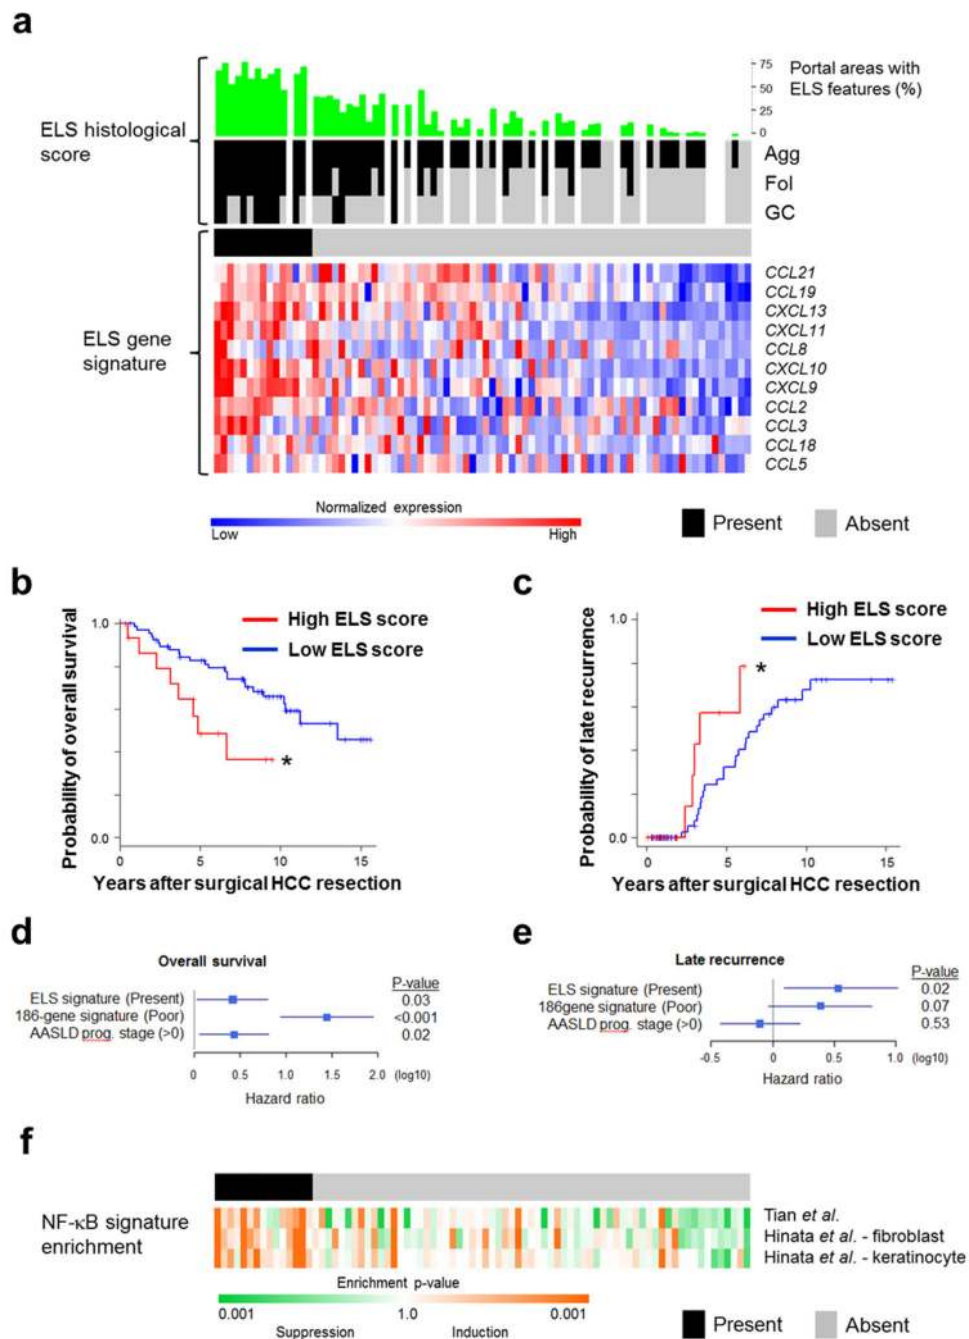 a
75
50
25
0
Portal areas with
ELS features (%)
ELS histological
score
Agg
Fol
GC
ELS gene
signature
CCL21
CCL19
CXCL13
CXCL11
CCL8
CXCL10
CXCL9
CCL2
CCL3
CCL18
CCL5
Normalized expression
Low
High
Present
Absent
b
High ELS score
Low ELS score
1.0
0.0
*
0
5
10
15
Probability of overall survival
Years after surgical HCC resection
c
High ELS score
Low ELS score
1.0
0.0
*
0
5
10
15
Probability of late recurrence
Years after surgical HCC resection
d
Overall survival
P-value
ELS signature (Present)
0.03
186-gene signature (Poor)
<0.001
AASLD prog. stage (>0)
0.02
0
0.5
1.0
1.5
2.0
(log10)
Hazard ratio
e
Late recurrence
P-value
ELS signature (Present)
0.02
186gene signature (Poor)
0.07
AASLD prog. stage (>0)
0.53
-0.5
0
0.5
1.0
(log10)
Hazard ratio
f
NF-κB signature
enrichment
Tian et al.
Hinata et al. - fibroblast
Hinata et al. - keratinocyte
Enrichment p-value
0.001
1.0
0.001
Suppression
Induction
Present
Absent